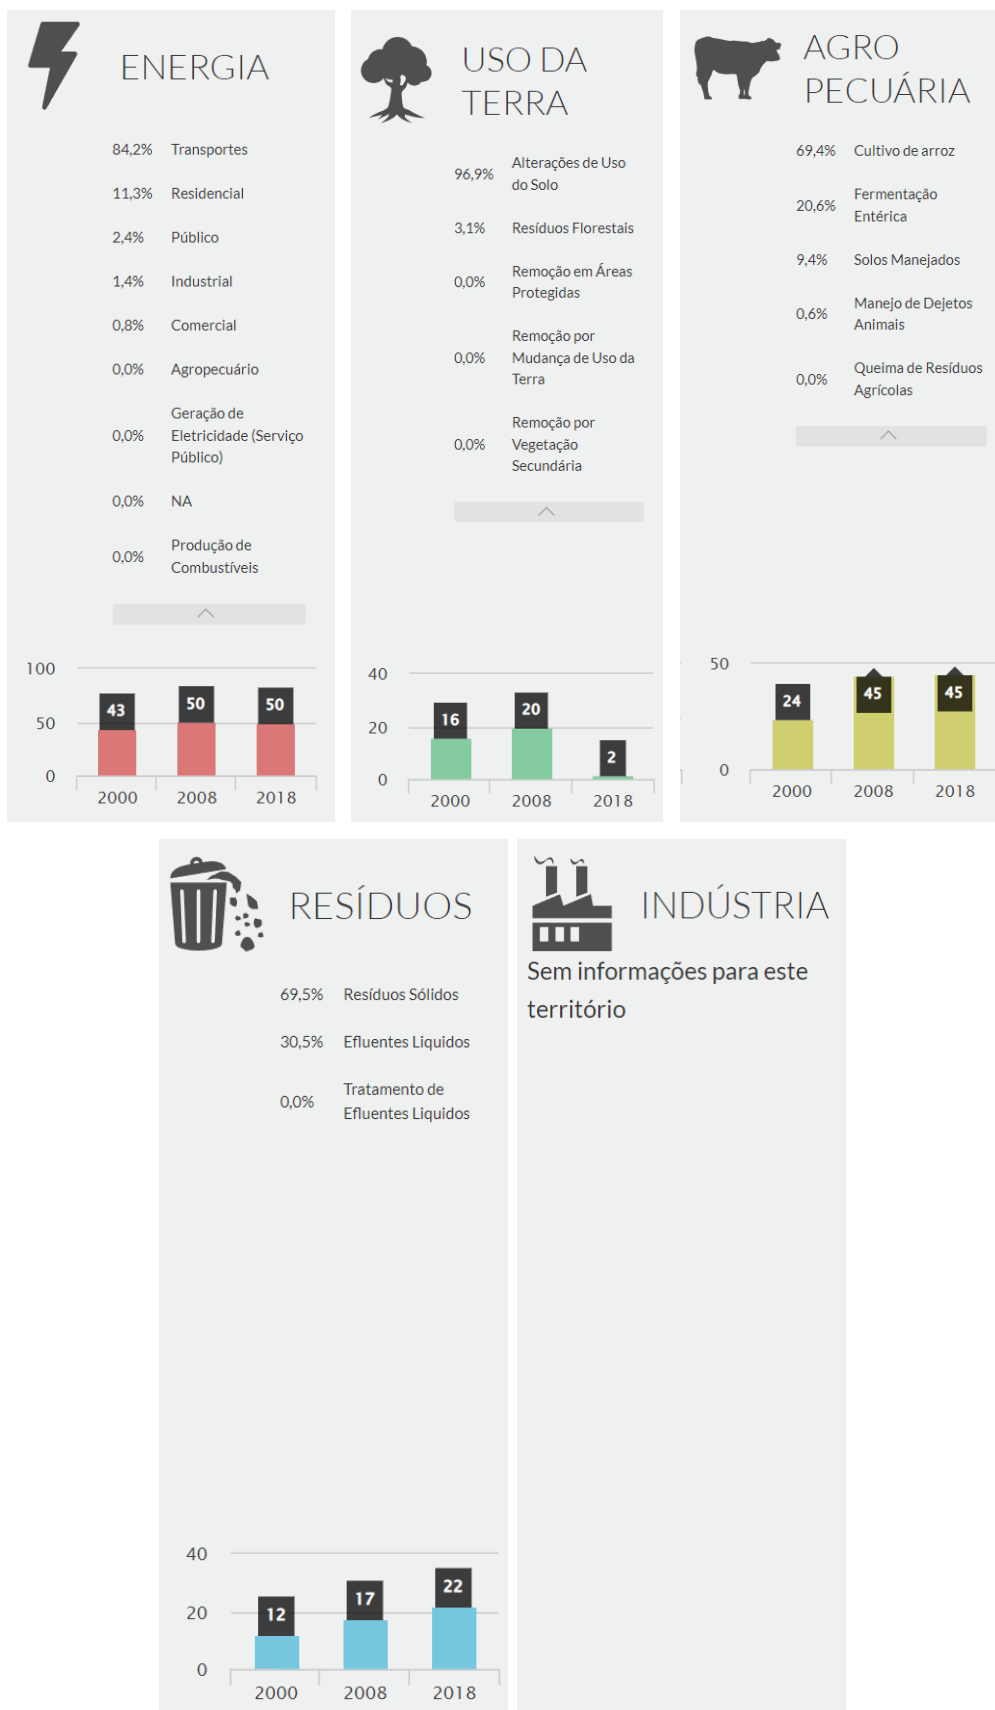 ENERGIA
84,2% Transportes
11,3% Residencial
2,4% Público
1,4% Industrial
0,8% Comercial
0,0% Agropecuário
Geração de
0,0% Eletricidade (Serviço
Público)
0,0% NA
0,0% Produção de
Combustíveis
100
50
0
43
50
50
2000 2008 2018
USO DA
TERRA
96,9% Alterações de Uso
do Solo
3,1% Resíduos Florestais
0,0% Remoção em Áreas
Protegidas
Remoção por
0,0% Mudança de Uso da
Terra
Remoção por
0,0% Vegetação
Secundária
40
20
0
16
20
2
2000 2008 2018
AGRO
PECUÁRIA
69,4% Cultivo de arroz
20,6% Fermentação
Entérica
9,4% Solos Manejados
0,6% Manejo de Dejetos
Animais
0,0% Queima de Resíduos
Agrícolas
50
0
24
45
45
2000 2008 2018
RESÍDUOS
69,5% Resíduos Sólidos
30,5% Efluentes Liquidos
0,0% Tratamento de
Efluentes Liquidos
40
20
0
12
17
22
2000 2008 2018
INDÚSTRIA
Sem informações para este
território